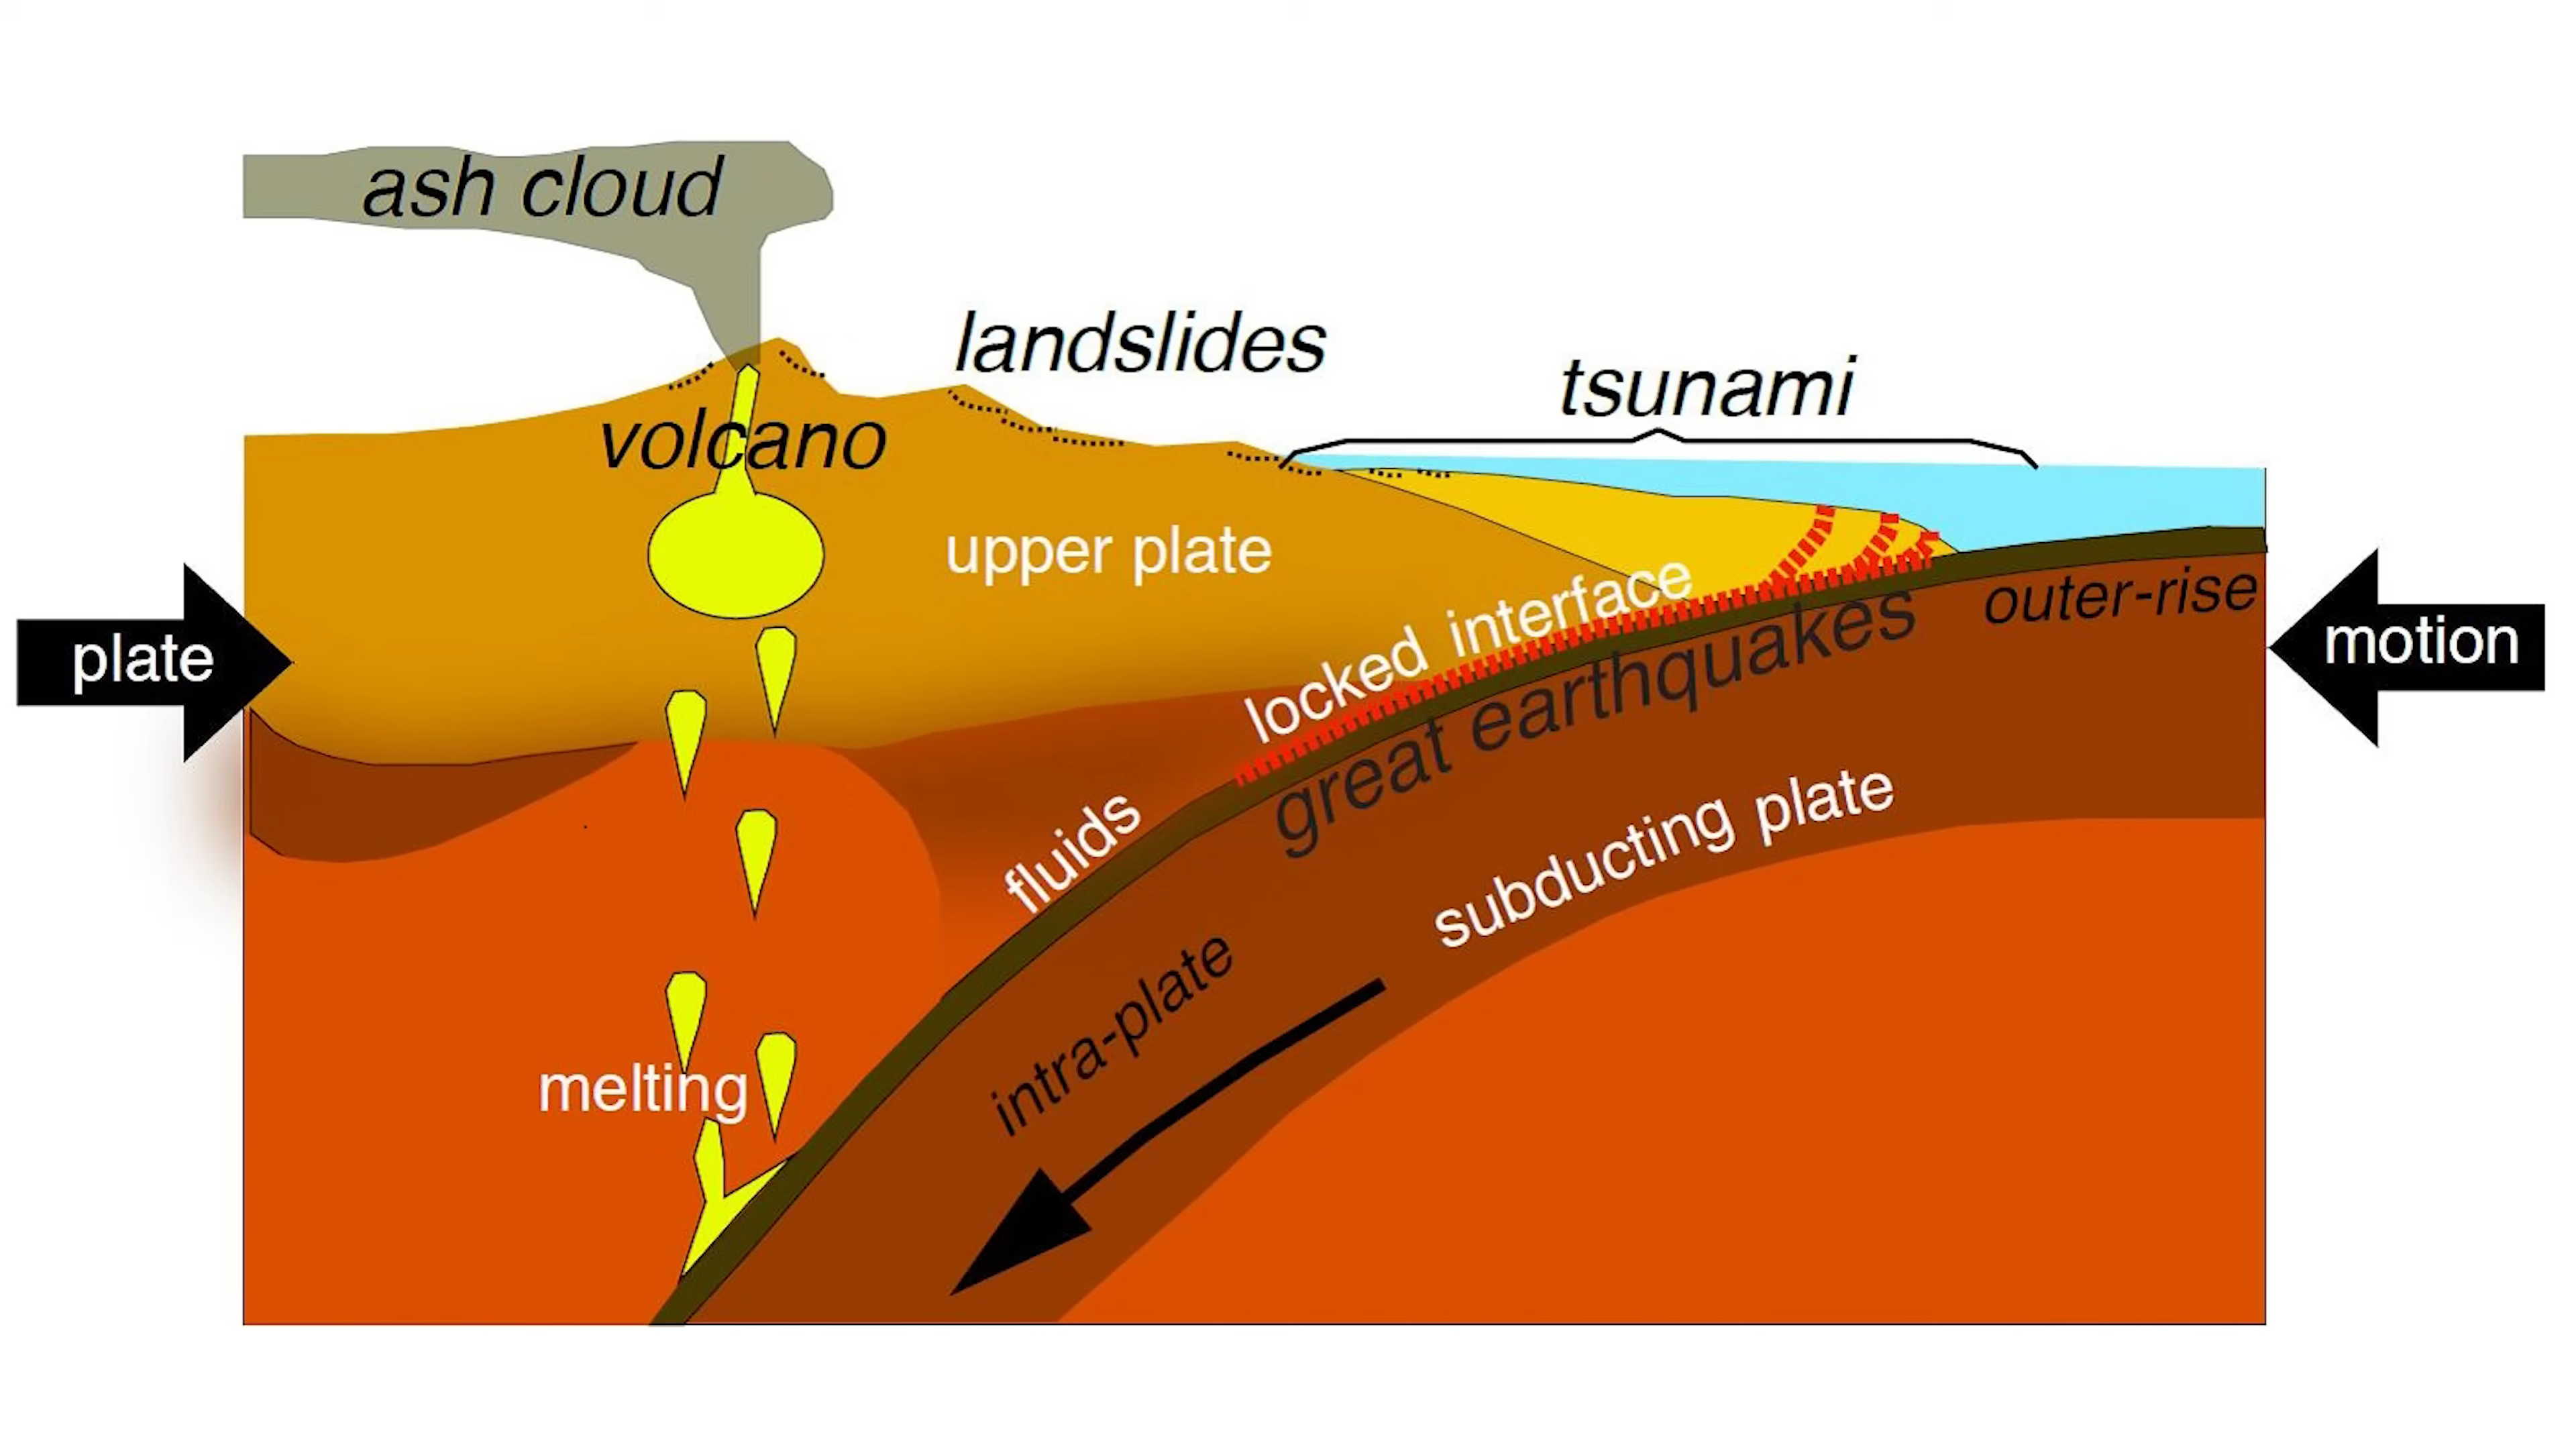 ash cloud
landslides
tsunami
volcano
upper plate
locked interface
outer-rise
plate
motion
great earthquakes
fluids
subducting plate
intra-plate
melting